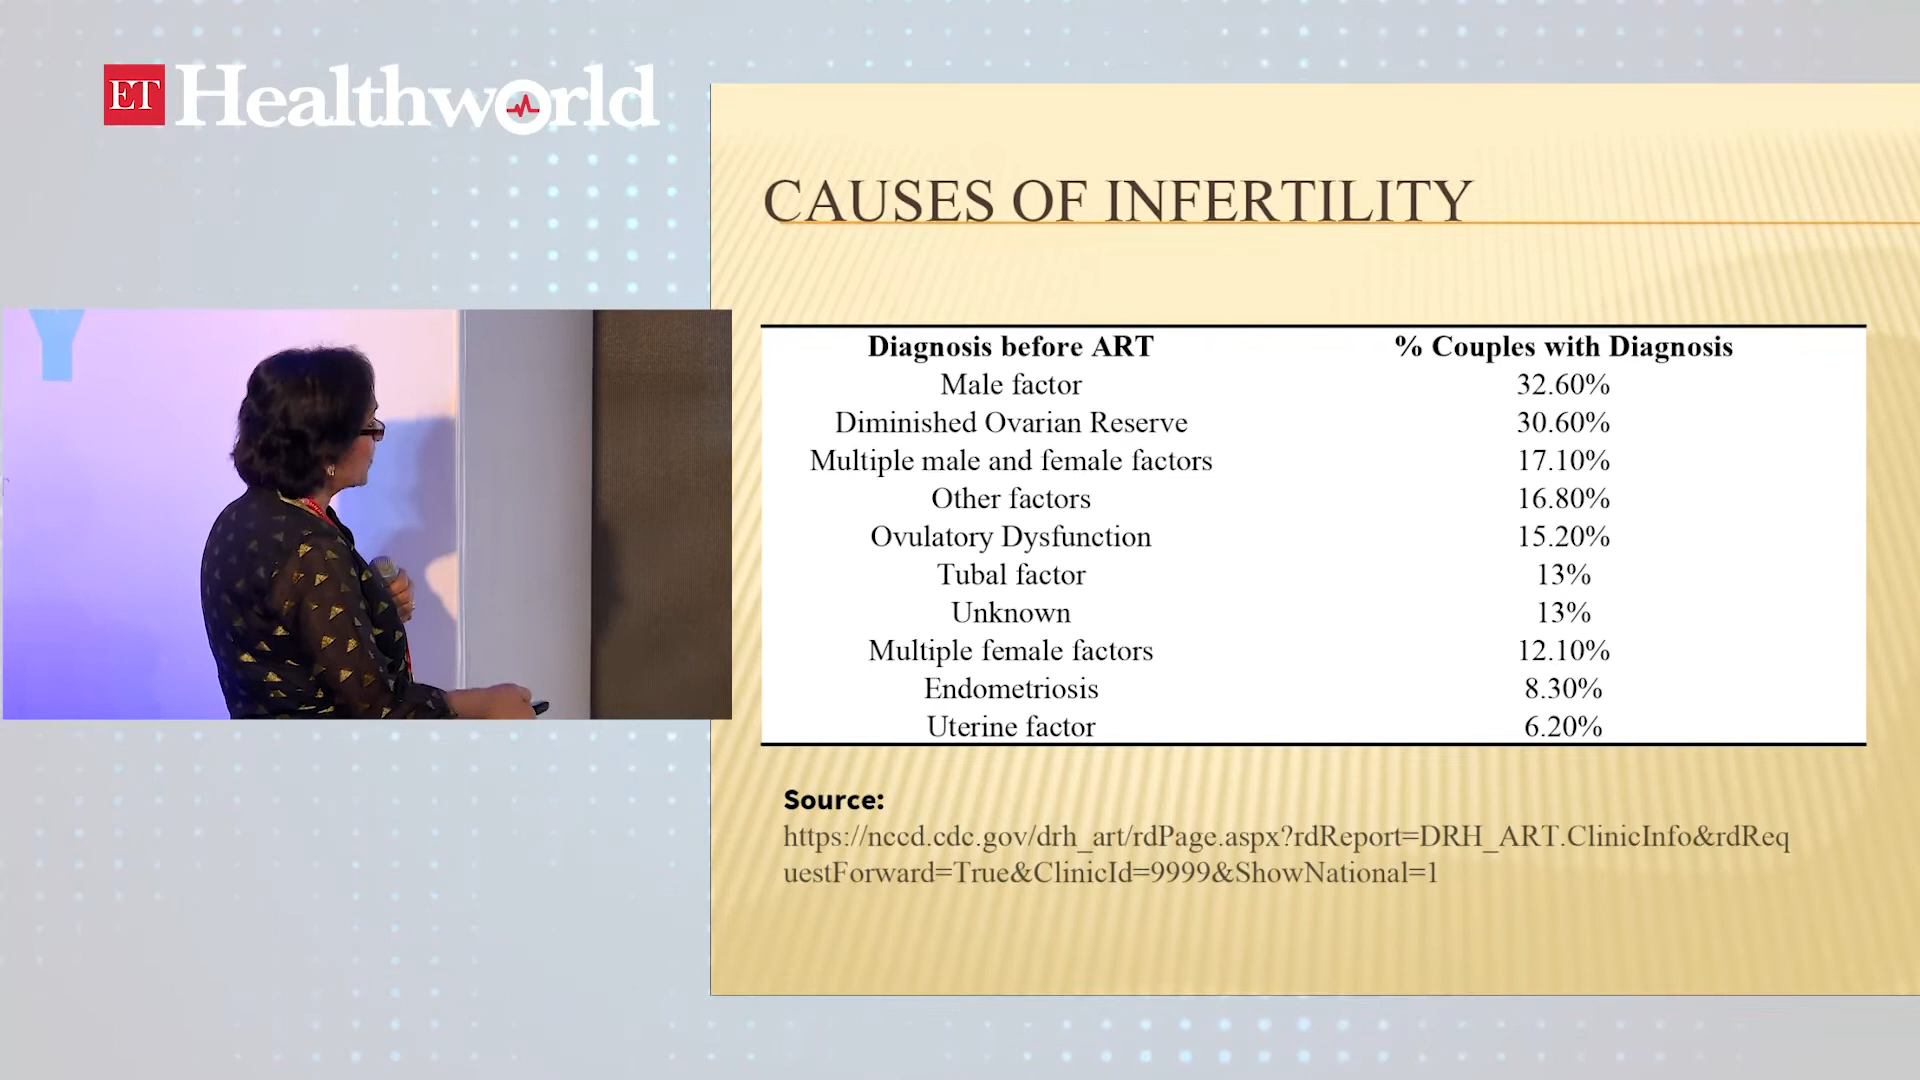 ET Healthworld
CAUSES OF INFERTILITY
Diagnosis before ART % Couples with Diagnosis
Male factor 32.60%
Diminished Ovarian Reserve 30.60%
Multiple male and female factors 17.10%
Other factors 16.80%
Ovulatory Dysfunction 15.20%
Tubal factor 13%
Unknown 13%
Multiple female factors 12.10%
Endometriosis 8.30%
Uterine factor 6.20%
Source:
https://nccd.cdc.gov/drh_art/rdPage.aspx?rdReport=DRH_ART.ClinicInfo&rdReq
uestForward=True&ClinicId=9999&ShowNational=1
Y